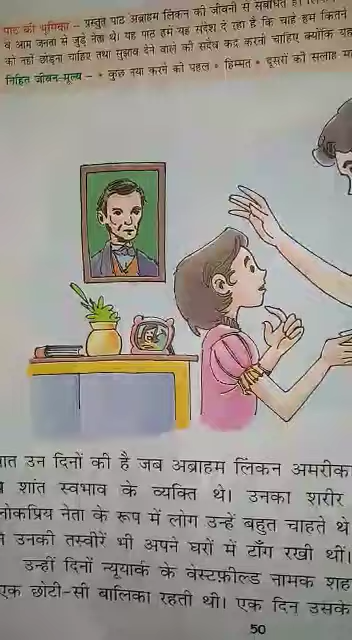 पाठ की भूमिका – प्रस्तुत पाठ अब्राहम लिंकन की जीवनी से संबंधित है।
व आम जनता से जुड़े नेता थे। यह पाठ हमें यह संदेश दे रहा है कि चाहे हम कितने
को नहीं छोड़ना चाहिए तथा सुझाव देने वाले की सदैव कद्र करनी चाहिए क्योंकि यह
निहित जीवन-मूल्य – • कुछ नया करने की पहल • हिम्मत • दूसरों की सलाह
बात उन दिनों की है जब अब्राहम लिंकन अमरीका
शांत स्वभाव के व्यक्ति थे। उनका शरीर
लोकप्रिय नेता के रूप में लोग उन्हें बहुत चाहते थे
उनकी तस्वीरें भी अपने घरों में टाँग रखी थीं।
उन्हीं दिनों न्यूयार्क के वेस्टफ़ील्ड नामक शह
एक छोटी-सी बालिका रहती थी। एक दिन उसके
50